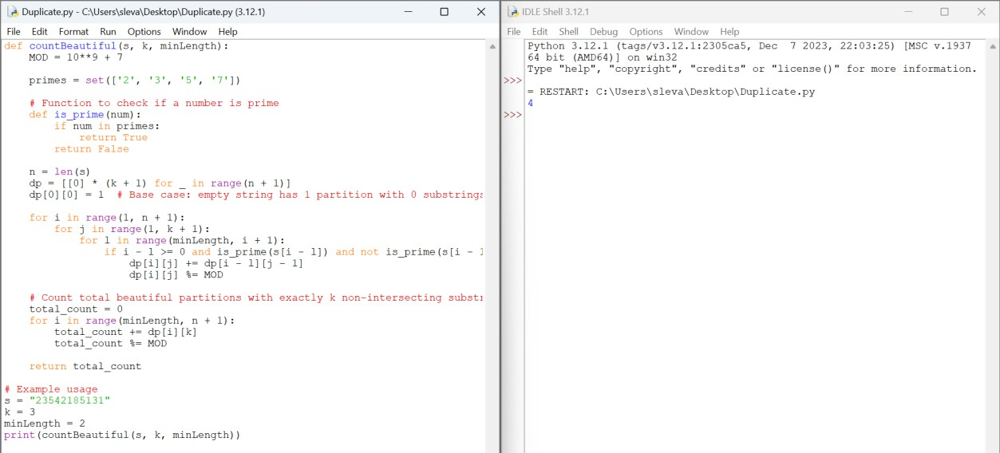 Duplicate.py - C:\Users\sleva\Desktop\Duplicate.py (3.12.1)
File Edit Format Run Options Window Help
def countBeautiful(s, k, minLength):
    MOD = 10**9 + 7

    primes = set(['2', '3', '5', '7'])

    # Function to check if a number is prime
    def is_prime(num):
        if num in primes:
            return True
        return False

    n = len(s)
    dp = [[0] * (k + 1) for _ in range(n + 1)]
    dp[0][0] = 1  # Base case: empty string has 1 partition with 0 substrings

    for i in range(1, n + 1):
        for j in range(1, k + 1):
            for l in range(minLength, i + 1):
                if i - l >= 0 and is_prime(s[i - l]) and not is_prime(s[i -
                    dp[i][j] += dp[i - l][j - 1]
                    dp[i][j] %= MOD

    # Count total beautiful partitions with exactly k non-intersecting subst
    total_count = 0
    for i in range(minLength, n + 1):
        total_count += dp[i][k]
        total_count %= MOD

    return total_count

# Example usage
s = "23542185131"
k = 3
minLength = 2
print(countBeautiful(s, k, minLength))
IDLE Shell 3.12.1
File Edit Shell Debug Options Window Help
Python 3.12.1 (tags/v3.12.1:2305ca5, Dec  7 2023, 22:03:25) [MSC v.1937
64 bit (AMD64)] on win32
Type "help", "copyright", "credits" or "license()" for more information.
>>>
= RESTART: C:\Users\sleva\Desktop\Duplicate.py
4
>>>